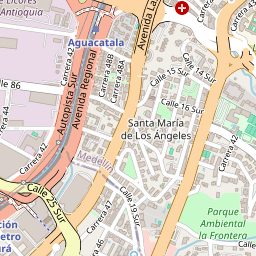 Licores
Antioquia
Carrera 42
Aguacatala
Avenida Las
Carrera 48B
Carrera 48A
Calle 15 Sur
Calle 14 Sur
Calle 86
Calle 16 Sur
Autopista Sur
Avenida Regional
Carrera 44
Santa María
de Los Ángeles
Carrera 42
Carrera 42
Medellín
Calle 25 Sur
Carrera 46
Calle 19 Sur
Parque
Ambiental
la Frontera